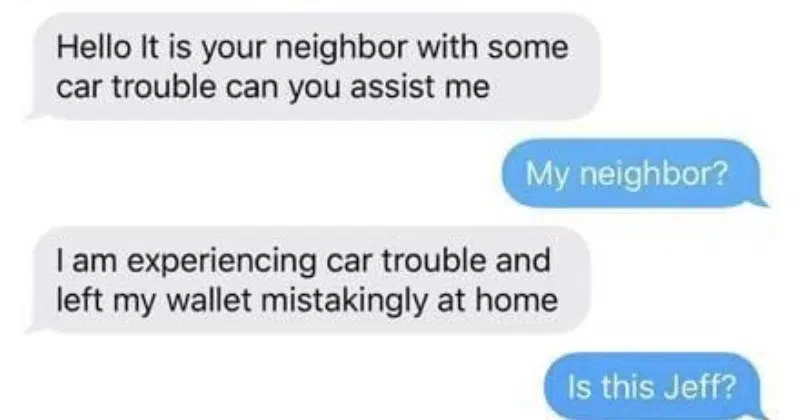 Hello It is your neighbor with some
car trouble can you assist me
My neighbor?
I am experiencing car trouble and
left my wallet mistakingly at home
Is this Jeff?